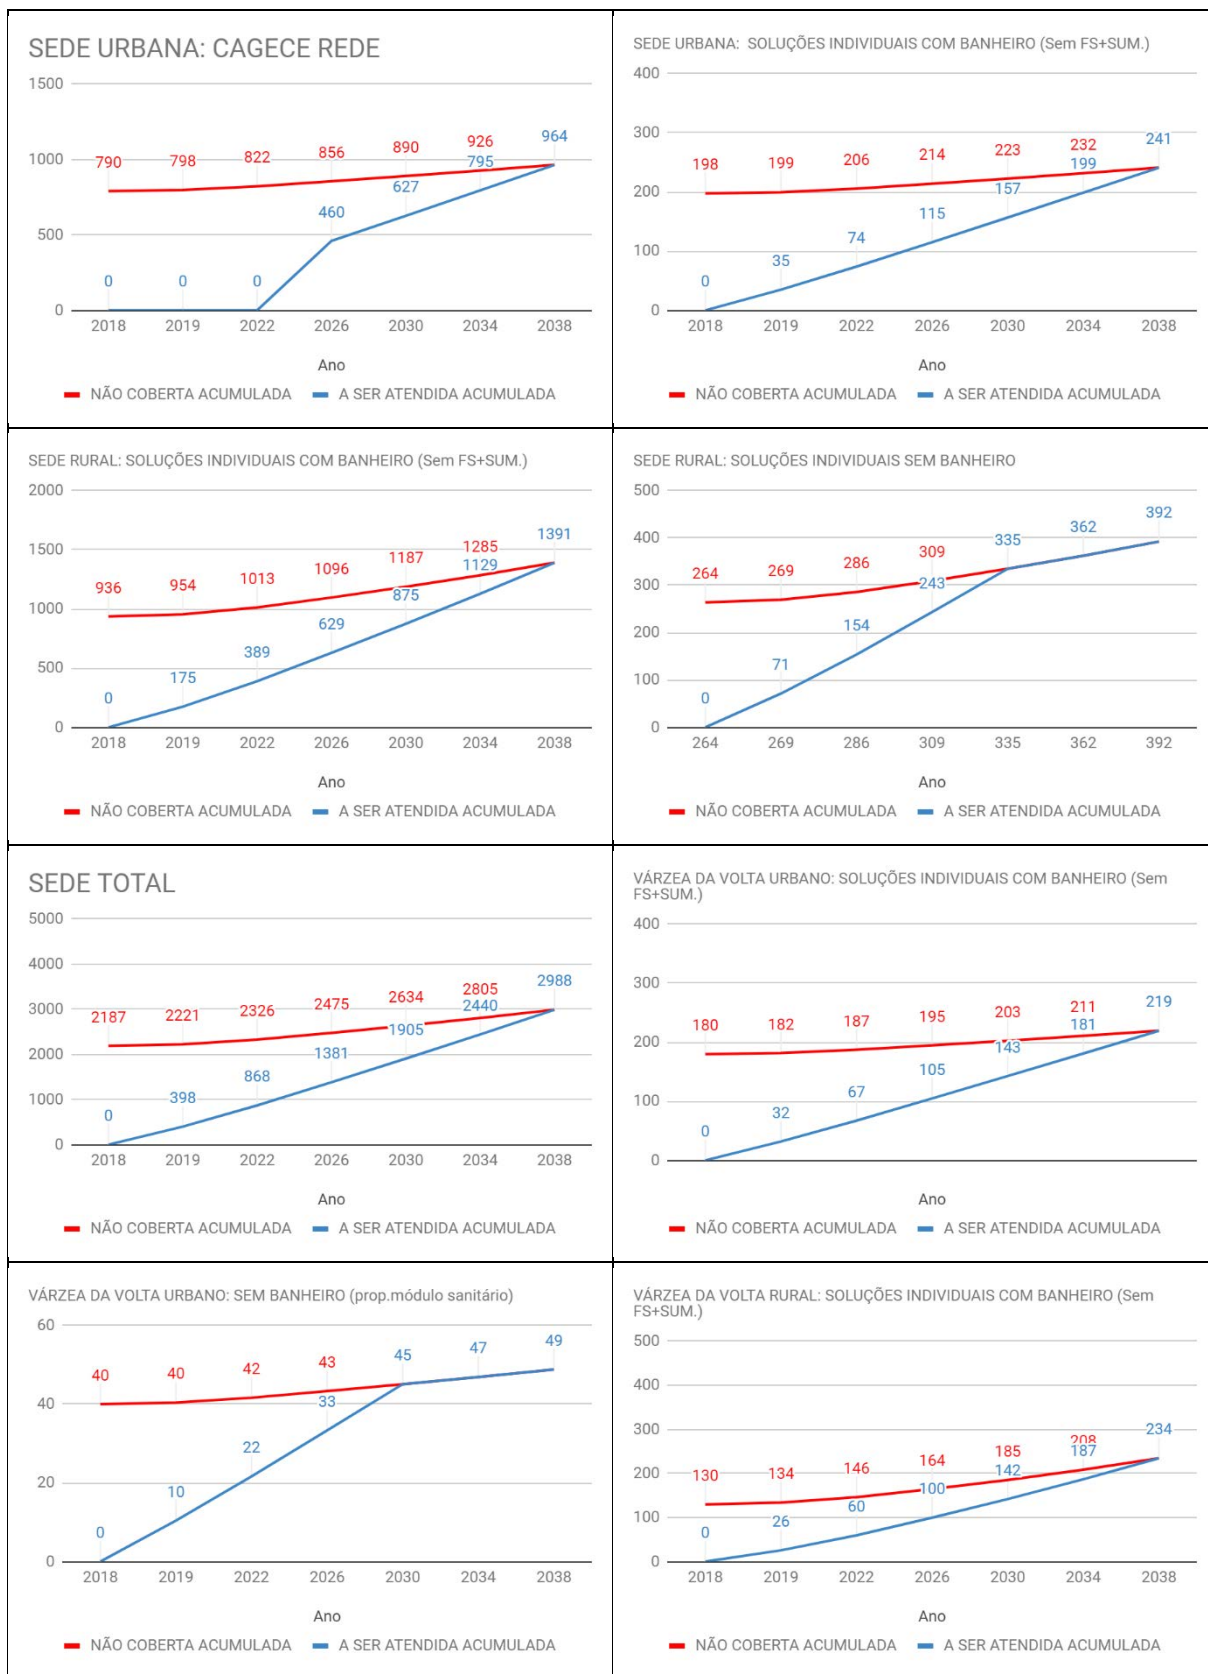 SEDE URBANA: CAGECE REDE
1500
1000
500
0
790 798 822 856 890 926 964
0 0 0 460 627 795
2018 2019 2022 2026 2030 2034 2038
Ano
NÃO COBERTA ACUMULADA A SER ATENDIDA ACUMULADA
SEDE URBANA: SOLUÇÕES INDIVIDUAIS COM BANHEIRO (Sem FS+SUM.)
400
300
200
100
0
198 199 206 214 223 232 241
0 35 74 115 157 199
2018 2019 2022 2026 2030 2034 2038
Ano
NÃO COBERTA ACUMULADA A SER ATENDIDA ACUMULADA
SEDE RURAL: SOLUÇÕES INDIVIDUAIS COM BANHEIRO (Sem FS+SUM.)
2000
1500
1000
500
0
936 954 1013 1096 1187 1285 1391
0 175 389 629 875 1129
2018 2019 2022 2026 2030 2034 2038
Ano
NÃO COBERTA ACUMULADA A SER ATENDIDA ACUMULADA
SEDE RURAL: SOLUÇÕES INDIVIDUAIS SEM BANHEIRO
500
400
300
200
100
0
264 269 286 309 335 362 392
0 71 154 243
264 269 286 309 335 362 392
Ano
NÃO COBERTA ACUMULADA A SER ATENDIDA ACUMULADA
SEDE TOTAL
5000
4000
3000
2000
1000
0
2187 2221 2326 2475 2634 2805 2988
0 398 868 1381 1905 2440
2018 2019 2022 2026 2030 2034 2038
Ano
NÃO COBERTA ACUMULADA A SER ATENDIDA ACUMULADA
VÁRZEA DA VOLTA URBANO: SOLUÇÕES INDIVIDUAIS COM BANHEIRO (Sem
FS+SUM.)
400
300
200
100
0
180 182 187 195 203 211 219
0 32 67 105 143 181
Ano
NÃO COBERTA ACUMULADA A SER ATENDIDA ACUMULADA
VÁRZEA DA VOLTA URBANO: SEM BANHEIRO (prop.módulo sanitário)
60
40
20
0
40 40 42 43 45 47 49
0 10 22 33
2018 2019 2022 2026 2030 2034 2038
Ano
NÃO COBERTA ACUMULADA A SER ATENDIDA ACUMULADA
VÁRZEA DA VOLTA RURAL: SOLUÇÕES INDIVIDUAIS COM BANHEIRO (Sem
FS+SUM.)
500
400
300
200
100
0
130 134 146 164 185 208 234
0 26 60 100 142 187
2018 2019 2022 2026 2030 2034 2038
Ano
NÃO COBERTA ACUMULADA A SER ATENDIDA ACUMULADA